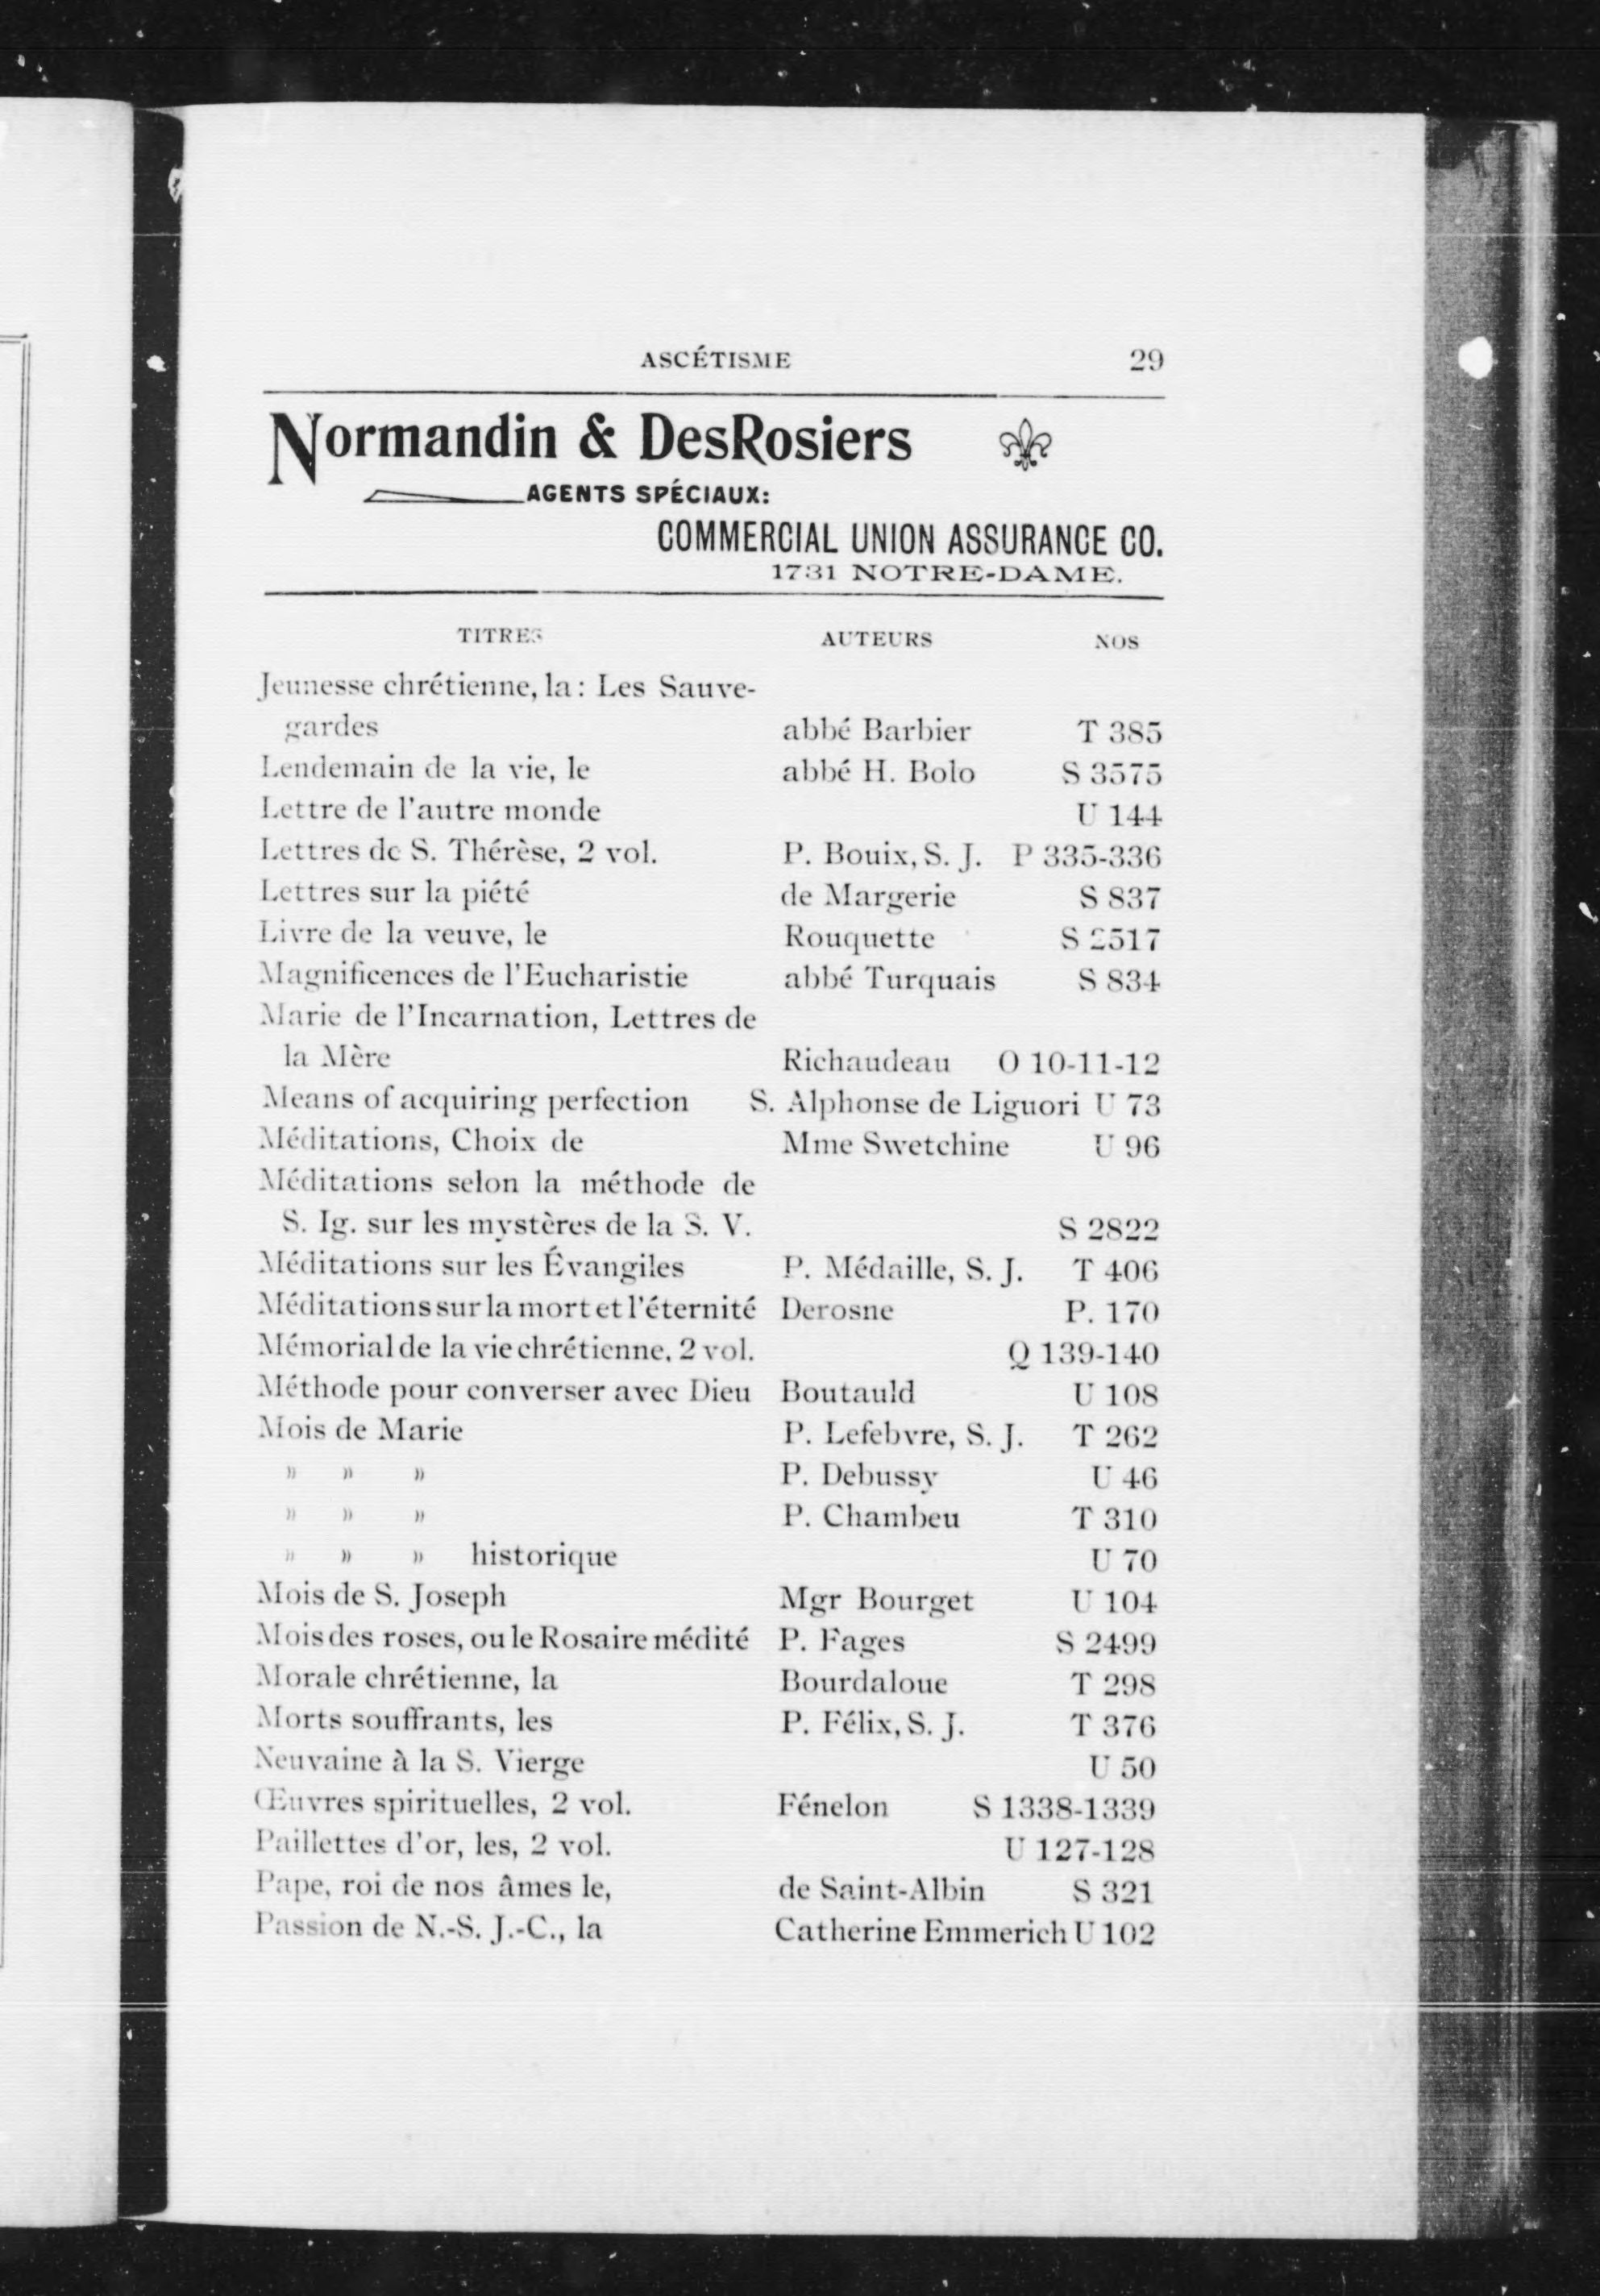 ASCÉTISME 29
Normandin & DesRosiers
AGENTS SPÉCIAUX:
COMMERCIAL UNION ASSURANCE CO.
1731 NOTRE-DAME.
TITRES AUTEURS NOS
Jeunesse chrétienne, la : Les Sauve-
gardes abbé Barbier T 385
Lendemain de la vie, le abbé H. Bolo S 3575
Lettre de l'autre monde U 144
Lettres de S. Thérèse, 2 vol. P. Bouix, S. J. P 335-336
Lettres sur la piété de Margerie S 837
Livre de la veuve, le Rouquette S 2517
Magnificences de l'Eucharistie abbé Turquais S 834
Marie de l'Incarnation, Lettres de
la Mère Richaudeau O 10-11-12
Means of acquiring perfection S. Alphonse de Liguori U 73
Méditations, Choix de Mme Swetchine U 96
Méditations selon la méthode de
S. Ig. sur les mystères de la S. V. S 2822
Méditations sur les Évangiles P. Médaille, S. J. T 406
Méditations sur la mort et l'éternité Derosne P. 170
Mémorial de la vie chrétienne, 2 vol. Q 139-140
Méthode pour converser avec Dieu Boutauld U 108
Mois de Marie P. Lefebvre, S. J. T 262
» » » P. Debussy U 46
» » » P. Chambeu T 310
» » » historique U 70
Mois de S. Joseph Mgr Bourget U 104
Mois des roses, ou le Rosaire médité P. Fages S 2499
Morale chrétienne, la Bourdaloue T 298
Morts souffrants, les P. Félix, S. J. T 376
Neuvaine à la S. Vierge U 50
Œuvres spirituelles, 2 vol. Fénelon S 1338-1339
Paillettes d'or, les, 2 vol. U 127-128
Pape, roi de nos âmes le, de Saint-Albin S 321
Passion de N.-S. J.-C., la Catherine Emmerich U 102